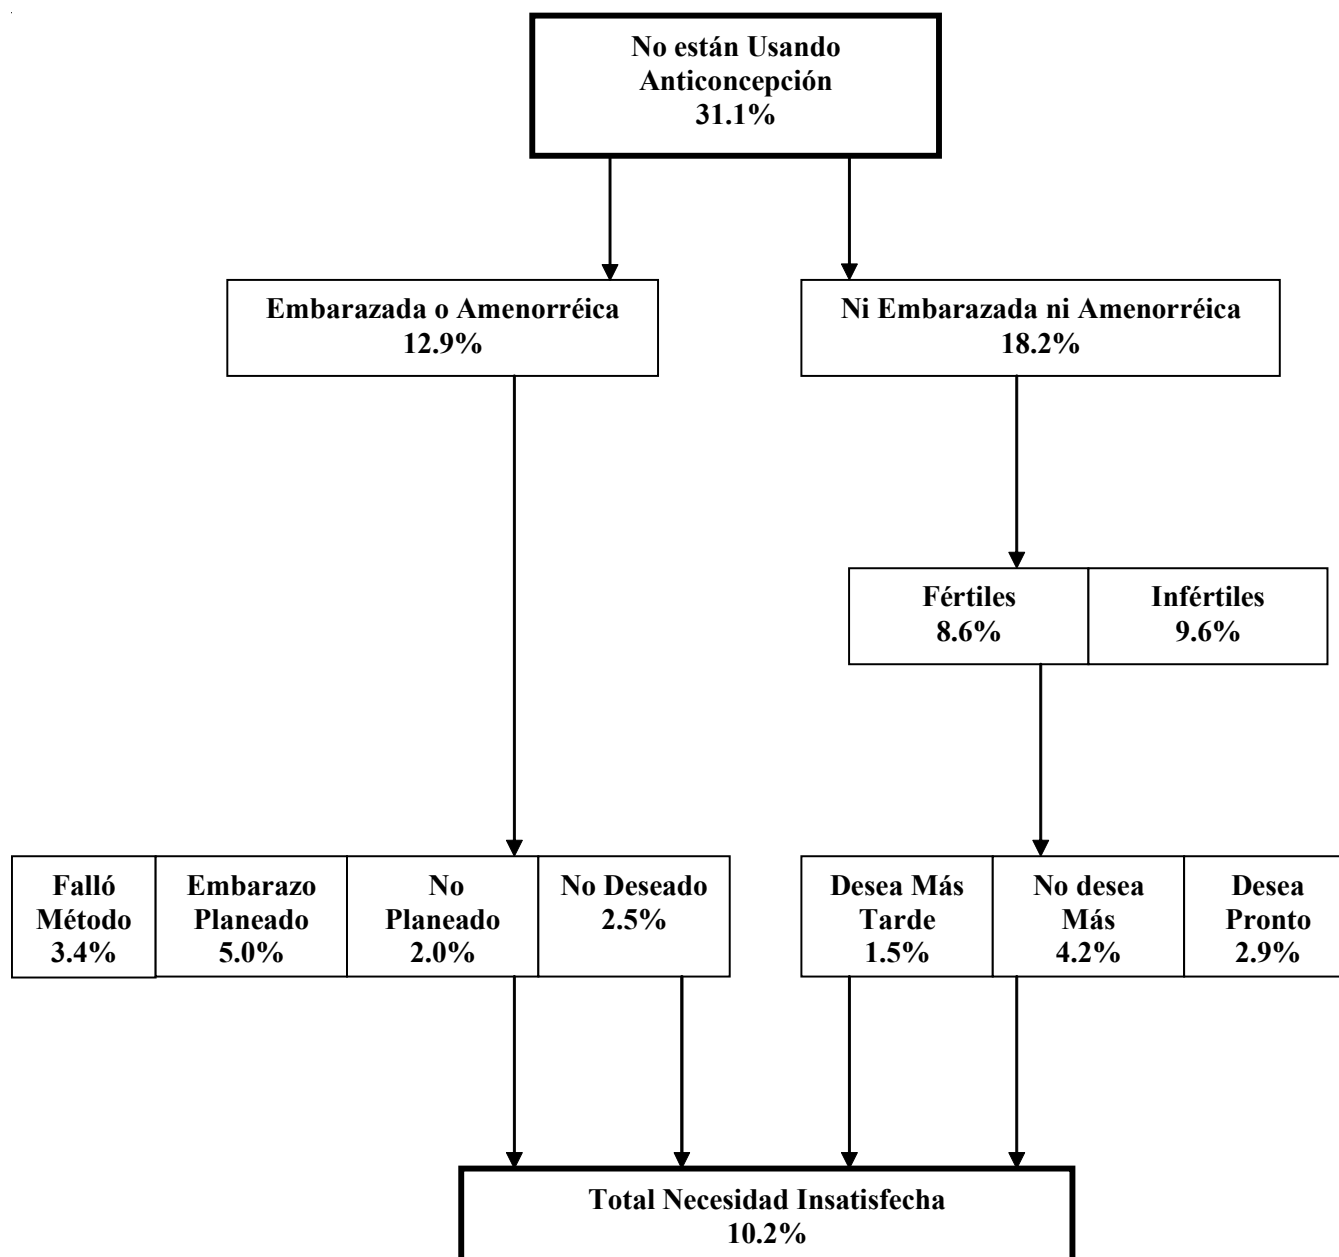 No están Usando
Anticoncepción
31.1%
Embarazada o Amenorréica
12.9%
Ni Embarazada ni Amenorréica
18.2%
Fértiles
8.6%
Infértiles
9.6%
Falló
Método
3.4%
Embarazo
Planeado
5.0%
No
Planeado
2.0%
No Deseado
2.5%
Desea Más
Tarde
1.5%
No desea
Más
4.2%
Desea
Pronto
2.9%
Total Necesidad Insatisfecha
10.2%